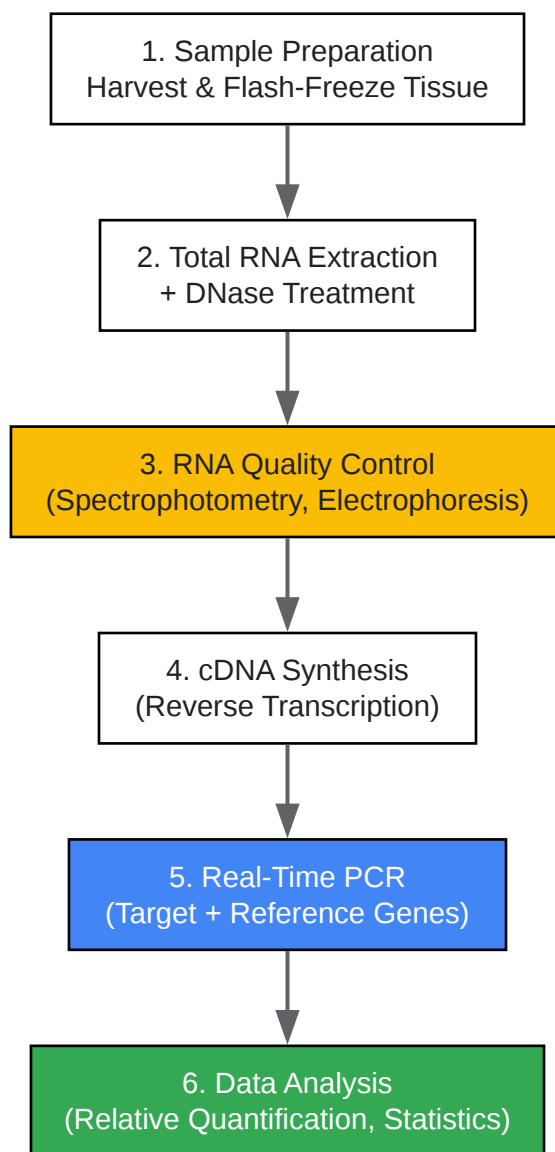 1. Sample Preparation
Harvest & Flash-Freeze Tissue
2. Total RNA Extraction
+ DNase Treatment
3. RNA Quality Control
(Spectrophotometry, Electrophoresis)
4. cDNA Synthesis
(Reverse Transcription)
5. Real-Time PCR
(Target + Reference Genes)
6. Data Analysis
(Relative Quantification, Statistics)